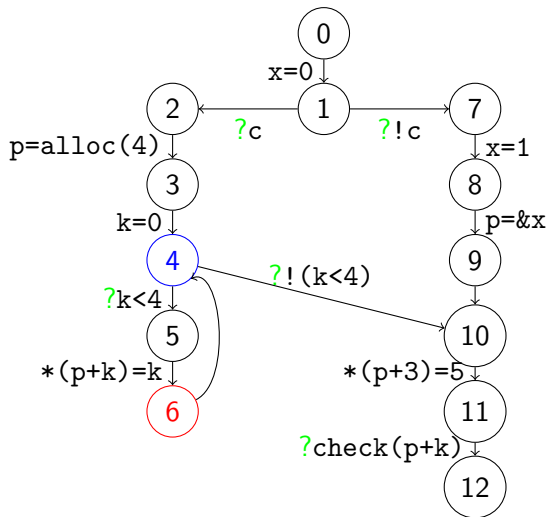 0
x=0
2 1 7
?c ?!c
p=alloc(4) x=1
3 8
k=0 p=&x
4 9
?!(k<4)
?k<4
5 10
*(p+k)=k *(p+3)=5
6 11
?check(p+k)
12